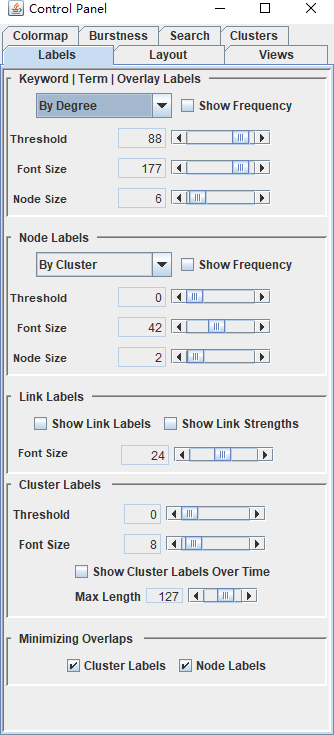 Control Panel
Colormap Burstness Search Clusters
Labels Layout Views
Keyword | Term | Overlay Labels
By Degree Show Frequency
Threshold 88
Font Size 177
Node Size 6
Node Labels
By Cluster Show Frequency
Threshold 0
Font Size 42
Node Size 2
Link Labels
Show Link Labels Show Link Strengths
Font Size 24
Cluster Labels
Threshold 0
Font Size 8
Show Cluster Labels Over Time
Max Length 127
Minimizing Overlaps
Cluster Labels Node Labels